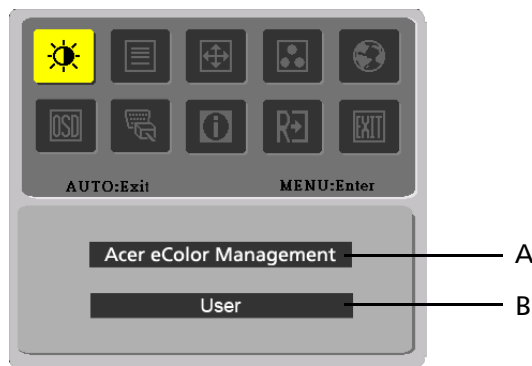 OSD i R EXIT
AUTO:Exit MENU:Enter
Acer eColor Management A
User B